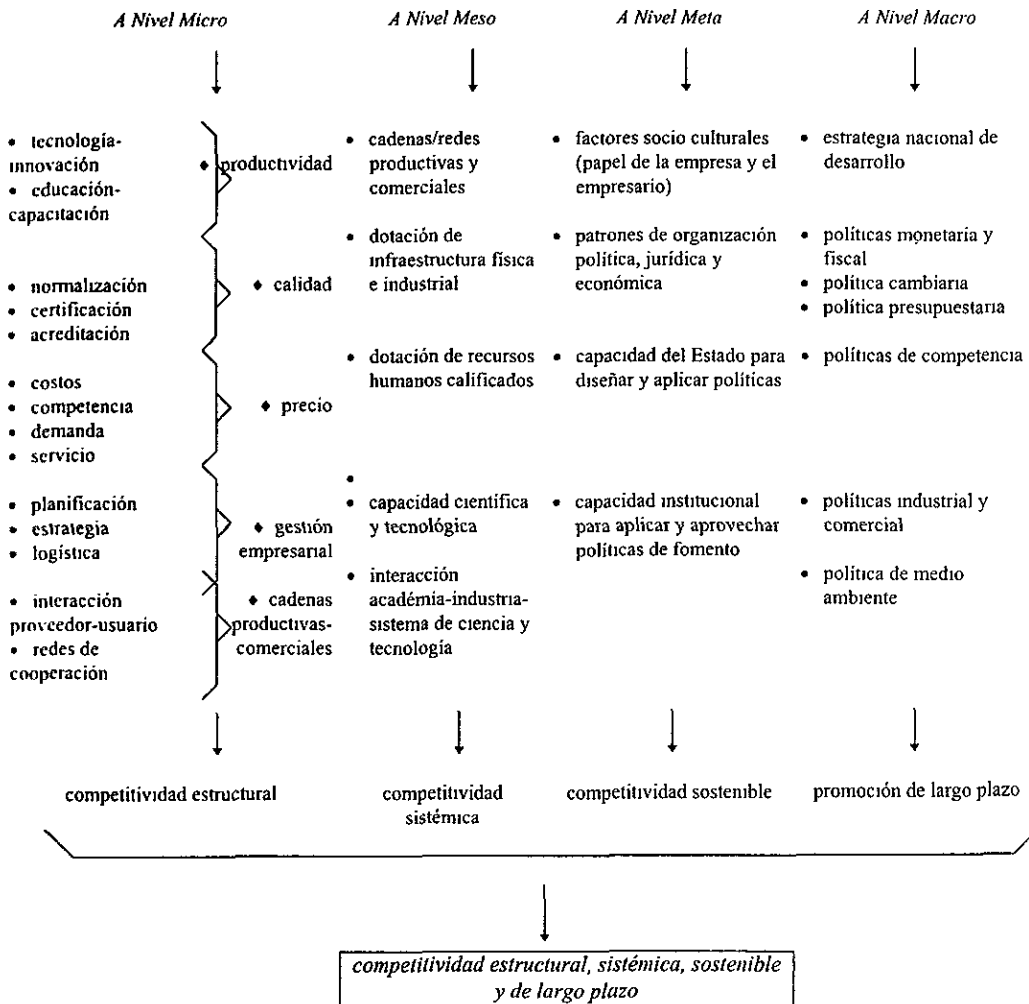 A Nivel Micro
A Nivel Meso
A Nivel Meta
A Nivel Macro
• tecnología-
innovación
• educación-
capacitación
♦ productividad
• normalización
• certificación
• acreditación
♦ calidad
• costos
• competencia
• demanda
• servicio
♦ precio
• planificación
• estrategia
• logística
♦ gestión
empresarial
• interacción
proveedor-usuario
• redes de
cooperación
♦ cadenas
productivas-
comerciales
• cadenas/redes
productivas y
comerciales
• dotación de
infraestructura física
e industrial
• dotación de recursos
humanos calificados
•
• capacidad científica
y tecnológica
• interacción
académia-industria-
sistema de ciencia y
tecnología
• factores socio culturales
(papel de la empresa y el
empresario)
• patrones de organización
política, jurídica y
económica
• capacidad del Estado para
diseñar y aplicar políticas
• capacidad institucional
para aplicar y aprovechar
políticas de fomento
• estrategia nacional de
desarrollo
• políticas monetaria y
fiscal
• política cambiaria
• política presupuestaria
• políticas de competencia
• políticas industrial y
comercial
• política de medio
ambiente
competitividad estructural
competitividad
sistémica
competitividad sostenible
promoción de largo plazo
competitividad estructural, sistémica, sostenible
y de largo plazo